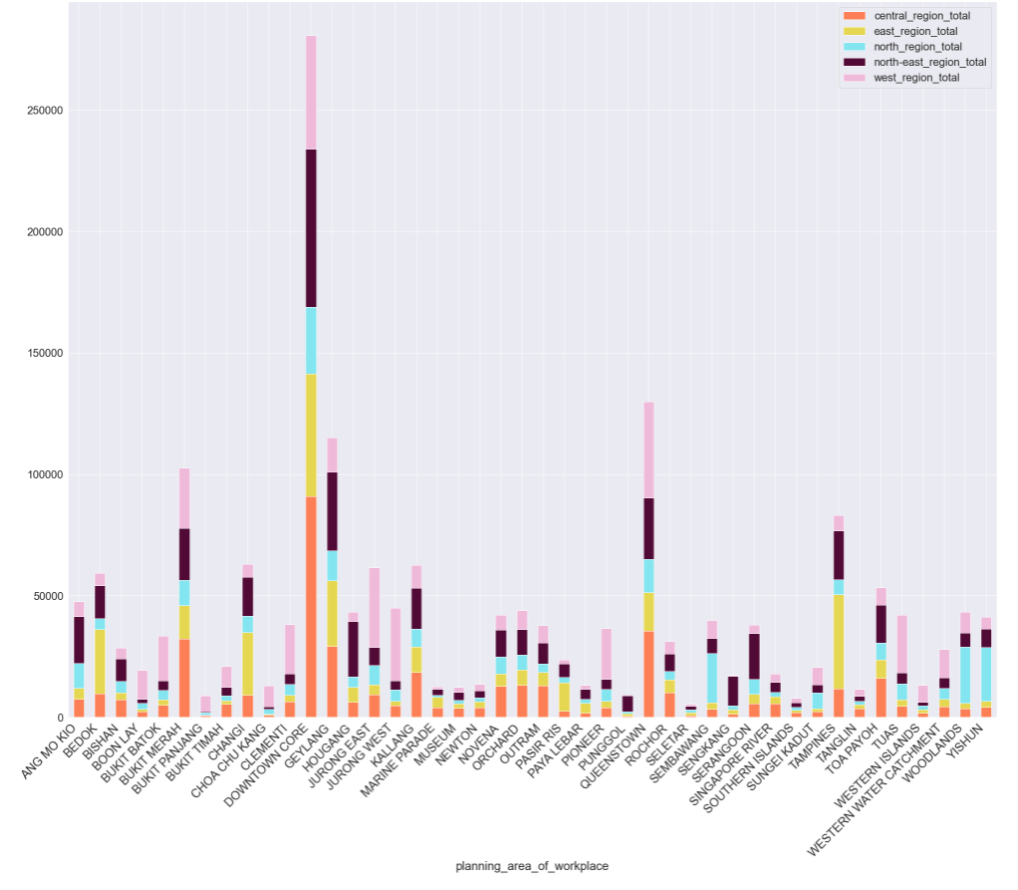 central_region_total
east_region_total
north_region_total
north-east_region_total
west_region_total
250000
200000
150000
100000
50000
0
ANG MO KIO
BEDOK
BISHAN
BOON LAY
BUKIT BATOK
BUKIT MERAH
BUKIT PANJANG
BUKIT TIMAH
CHANGI
CHOA CHU KANG
CLEMENTI
DOWNTOWN CORE
GEYLANG
HOUGANG
JURONG EAST
JURONG WEST
KALLANG
MARINE PARADE
MUSEUM
NEWTON
NOVENA
ORCHARD
OUTRAM
PASIR RIS
PAYA LEBAR
PIONEER
PUNGGOL
QUEENSTOWN
ROCHOR
SELETAR
SEMBAWANG
SENGKANG
SERANGOON
SINGAPORE RIVER
SOUTHERN ISLANDS
SUNGEI KADUT
TAMPINES
TANGLIN
TOA PAYOH
TUAS
WESTERN ISLANDS
WESTERN WATER CATCHMENT
WOODLANDS
YISHUN
planning_area_of_workplace